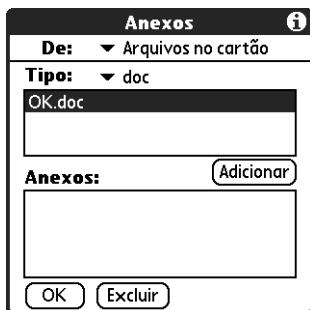 Anexos
De: Arquivos no cartão
Tipo: doc
OK.doc
Adicionar
Anexos:
OK Excluir